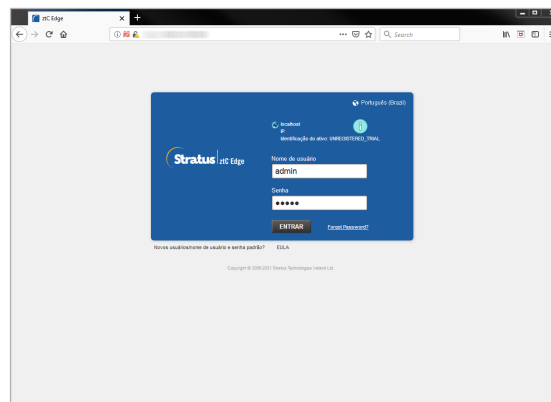 ztC Edge
Search
Português (Brazil)
localhost
IP:
Identificação do ativo: UNREGISTERED_TRIAL
Stratus ztC Edge
Nome de usuário
admin
Senha
ENTRAR
Forgot Password?
Novos usuários/nome de usuário e senha padrão?
EULA
Copyright © 2008-2021 Stratus Technologies Ireland Ltd.